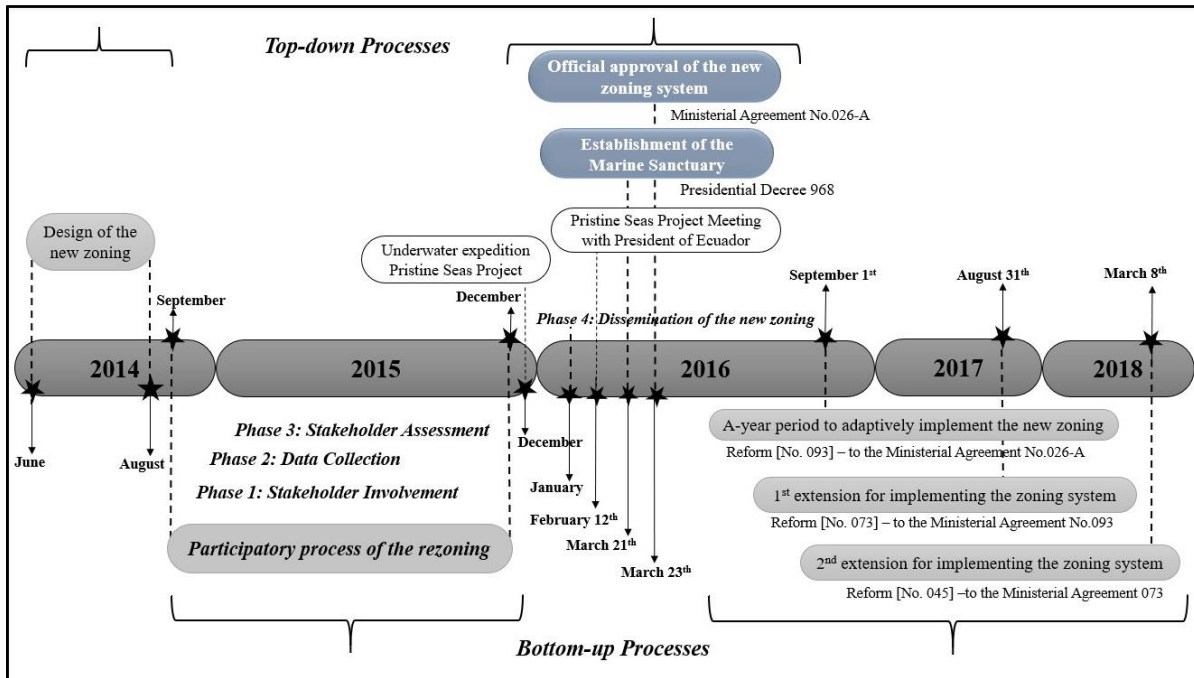 Top-down Processes
Official approval of the new
zoning system
Ministerial Agreement No.026-A
Establishment of the
Marine Sanctuary
Presidential Decree 968
Design of the
new zoning
Underwater expedition
Pristine Seas Project
Pristine Seas Project Meeting
with President of Ecuador
September
December
Phase 4: Dissemination of the new zoning
September 1st
August 31th
March 8th
2014
2015
2016
2017
2018
June
August
December
January
February 12th
March 21th
March 23th
Phase 3: Stakeholder Assessment
Phase 2: Data Collection
Phase 1: Stakeholder Involvement
Participatory process of the rezoning
A-year period to adaptively implement the new zoning
Reform [No. 093] – to the Ministerial Agreement No.026-A
1st extension for implementing the zoning system
Reform [No. 073] – to the Ministerial Agreement No.093
2nd extension for implementing the zoning system
Reform [No. 045] –to the Ministerial Agreement 073
Bottom-up Processes